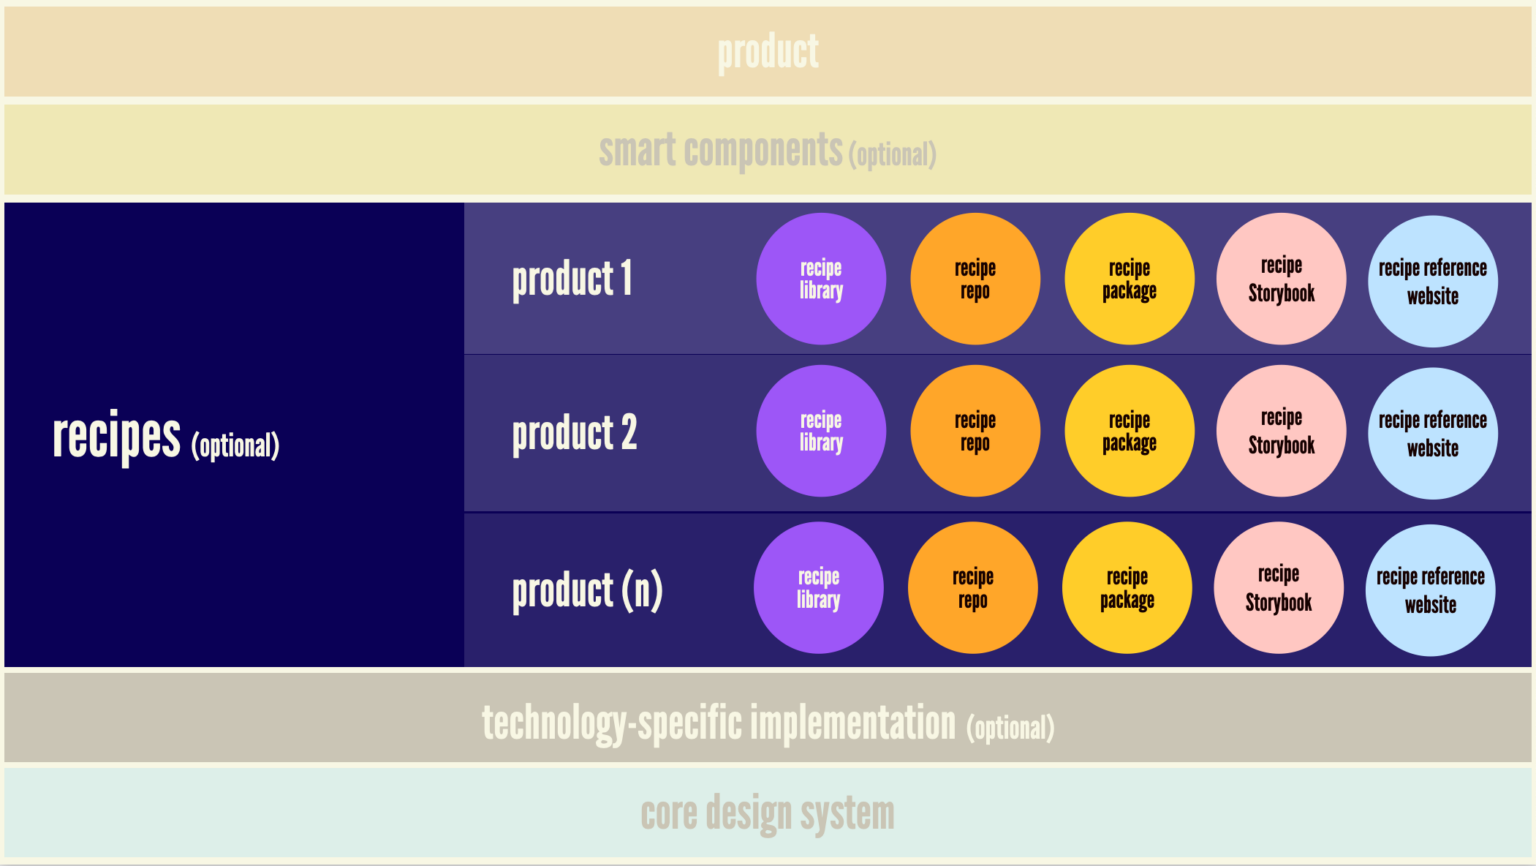 product
smart components (optional)
recipes (optional)
product 1
recipe
library
recipe
repo
recipe
package
recipe
Storybook
recipe reference
website
product 2
recipe
library
recipe
repo
recipe
package
recipe
Storybook
recipe reference
website
product (n)
recipe
library
recipe
repo
recipe
package
recipe
Storybook
recipe reference
website
technology-specific implementation (optional)
core design system